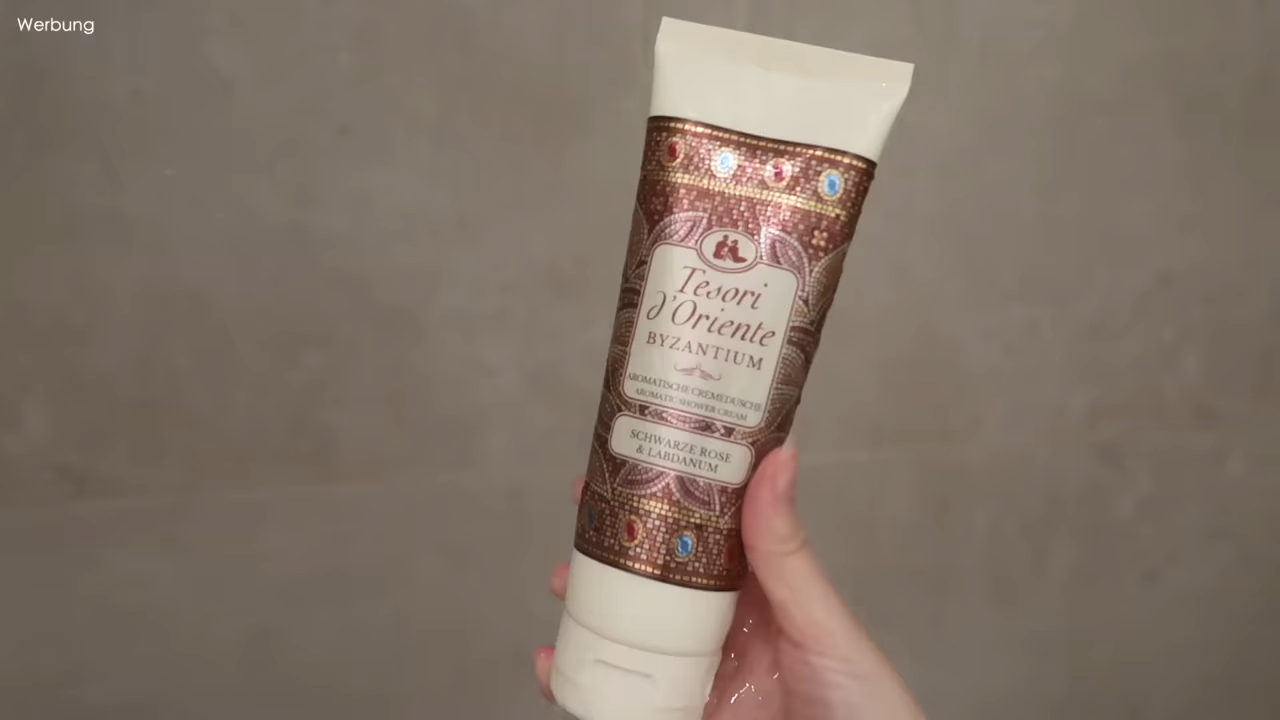 Werbung
Tesori
d'Oriente
BYZANTIUM
AROMATISCHE CREMEDUSCHE
AROMATIC SHOWER CREAM
SCHWARZE ROSE
& LABDANUM